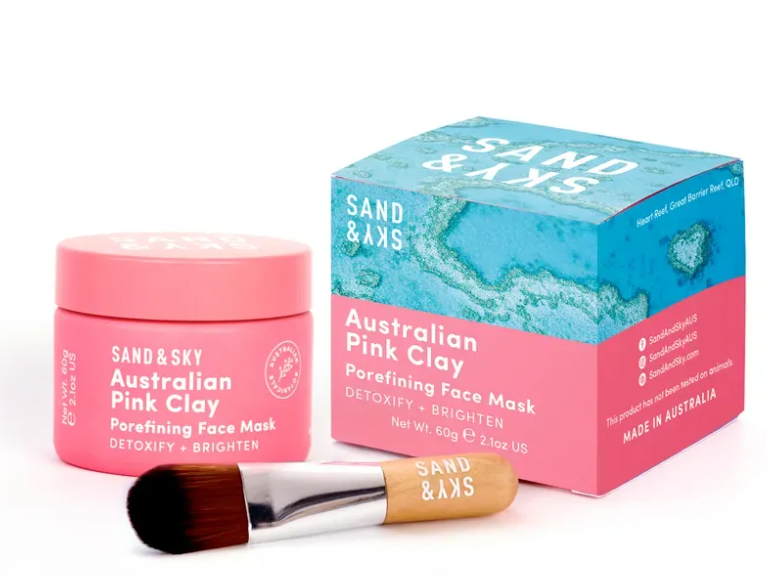 SAND
& SKY
SAND
& SKY
Heart Reef, Great Barrier Reef, QLD
Australian
Pink Clay
Porefining Face Mask
DETOXIFY + BRIGHTEN
Net Wt. 60g ℮ 2.1oz US
SandAndSkyAUS
SandAndSkyAUS
SandAndSky.com
This product has not been tested on animals.
MADE IN AUSTRALIA
SAND
& SKY
SAND & SKY
Australian
Pink Clay
Porefining Face Mask
DETOXIFY + BRIGHTEN
Net Wt. 60g
℮ 2.1oz US
AUSTRALIAN
BOTANICALS
SAND
& SKY